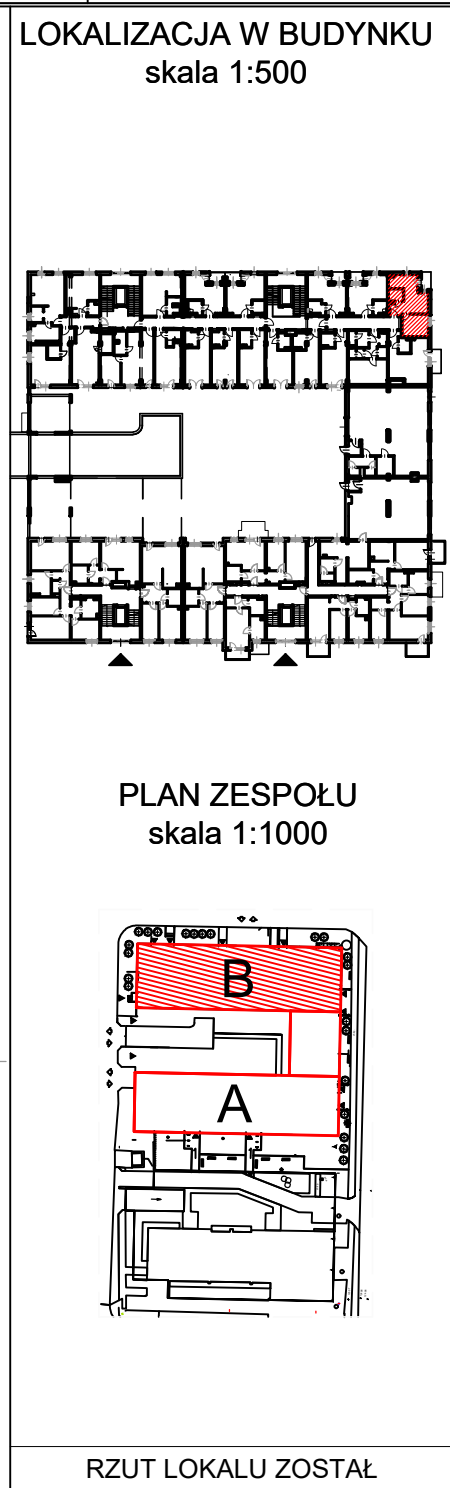 LOKALIZACJA W BUDYNKU
skala 1:500
PLAN ZESPOŁU
skala 1:1000
B
A
RZUT LOKALU ZOSTAŁ